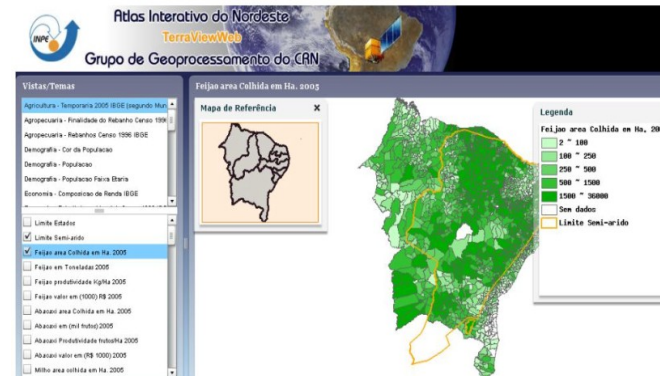 Atlas Interativo do Nordeste
TerraViewWeb
Grupo de Geoprocessamento do CRN
INPE
Vistas/Temas
Agricultura - Temporaria 2005 IBGE (segundo Mun
Agropecuaria - Finalidade do Rebanho Censo 199
Agropecuaria - Rebanhos Censo 1996 IBGE
Demografia - Cor da Populacao
Demografia - Populacao
Demografia - Populacao Faixa Etaria
Economia - Composicao de Renda IBGE
Limite Estados
Limite Semi-arido
Feijao area Colhida em Ha. 2005
Feijao em Toneladas 2005
Feijao produtividade Kg/Ha 2005
Feijao valor em (1000) R$ 2005
Abacaxi area Colhida em Ha. 2005
Abacaxi em (mil frutos) 2005
Abacaxi Produtividade frutos/Ha 2005
Abacaxi valor em (R$ 1000) 2005
Milho area colhida em Ha. 2005
Feijao area Colhida em Ha. 2005
Mapa de Referência
Legenda
Feijao area Colhida em Ha, 20
2 ~ 100
100 ~ 250
250 ~ 500
500 ~ 1500
1500 ~ 36000
Sem dados
Limite Semi-arido